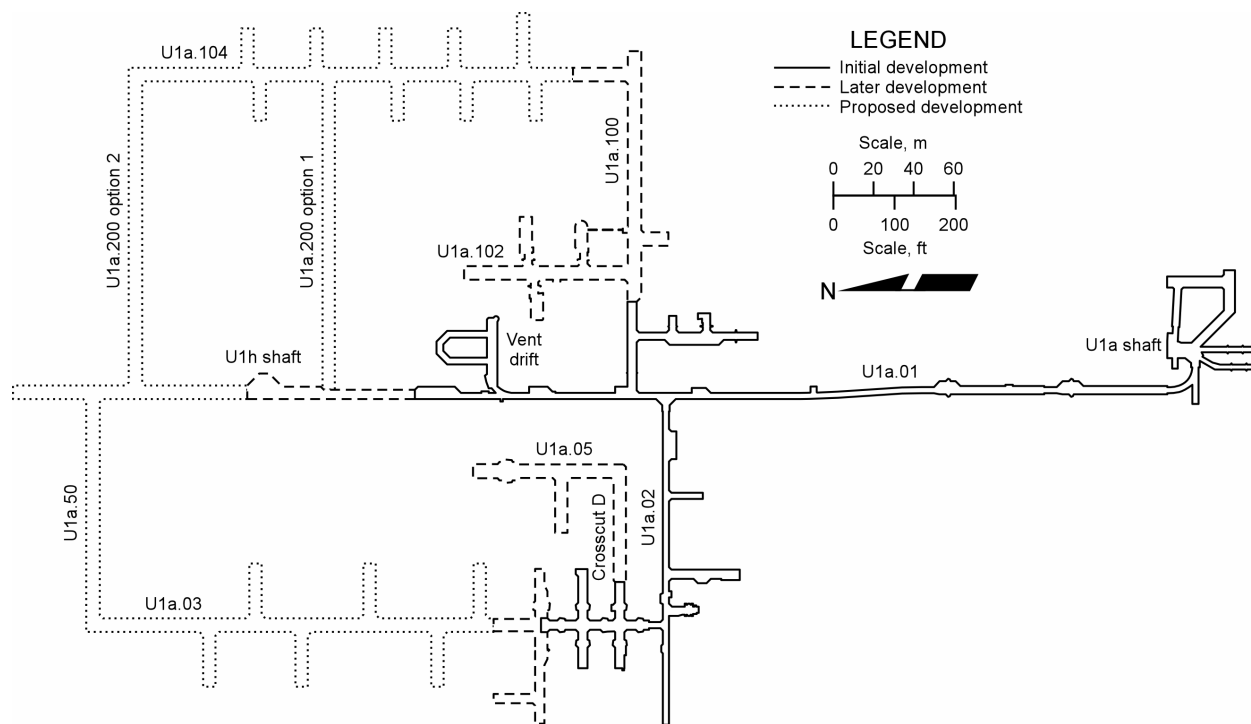 U1a.104
LEGEND
Initial development
Later development
Proposed development
Scale, m
0 20 40 60
0 100 200
Scale, ft
N
U1a.200 option 2
U1a.200 option 1
U1a.100
U1a.102
U1h shaft
Vent
drift
U1a shaft
U1a.01
U1a.05
U1a.50
Crosscut D
U1a.02
U1a.03